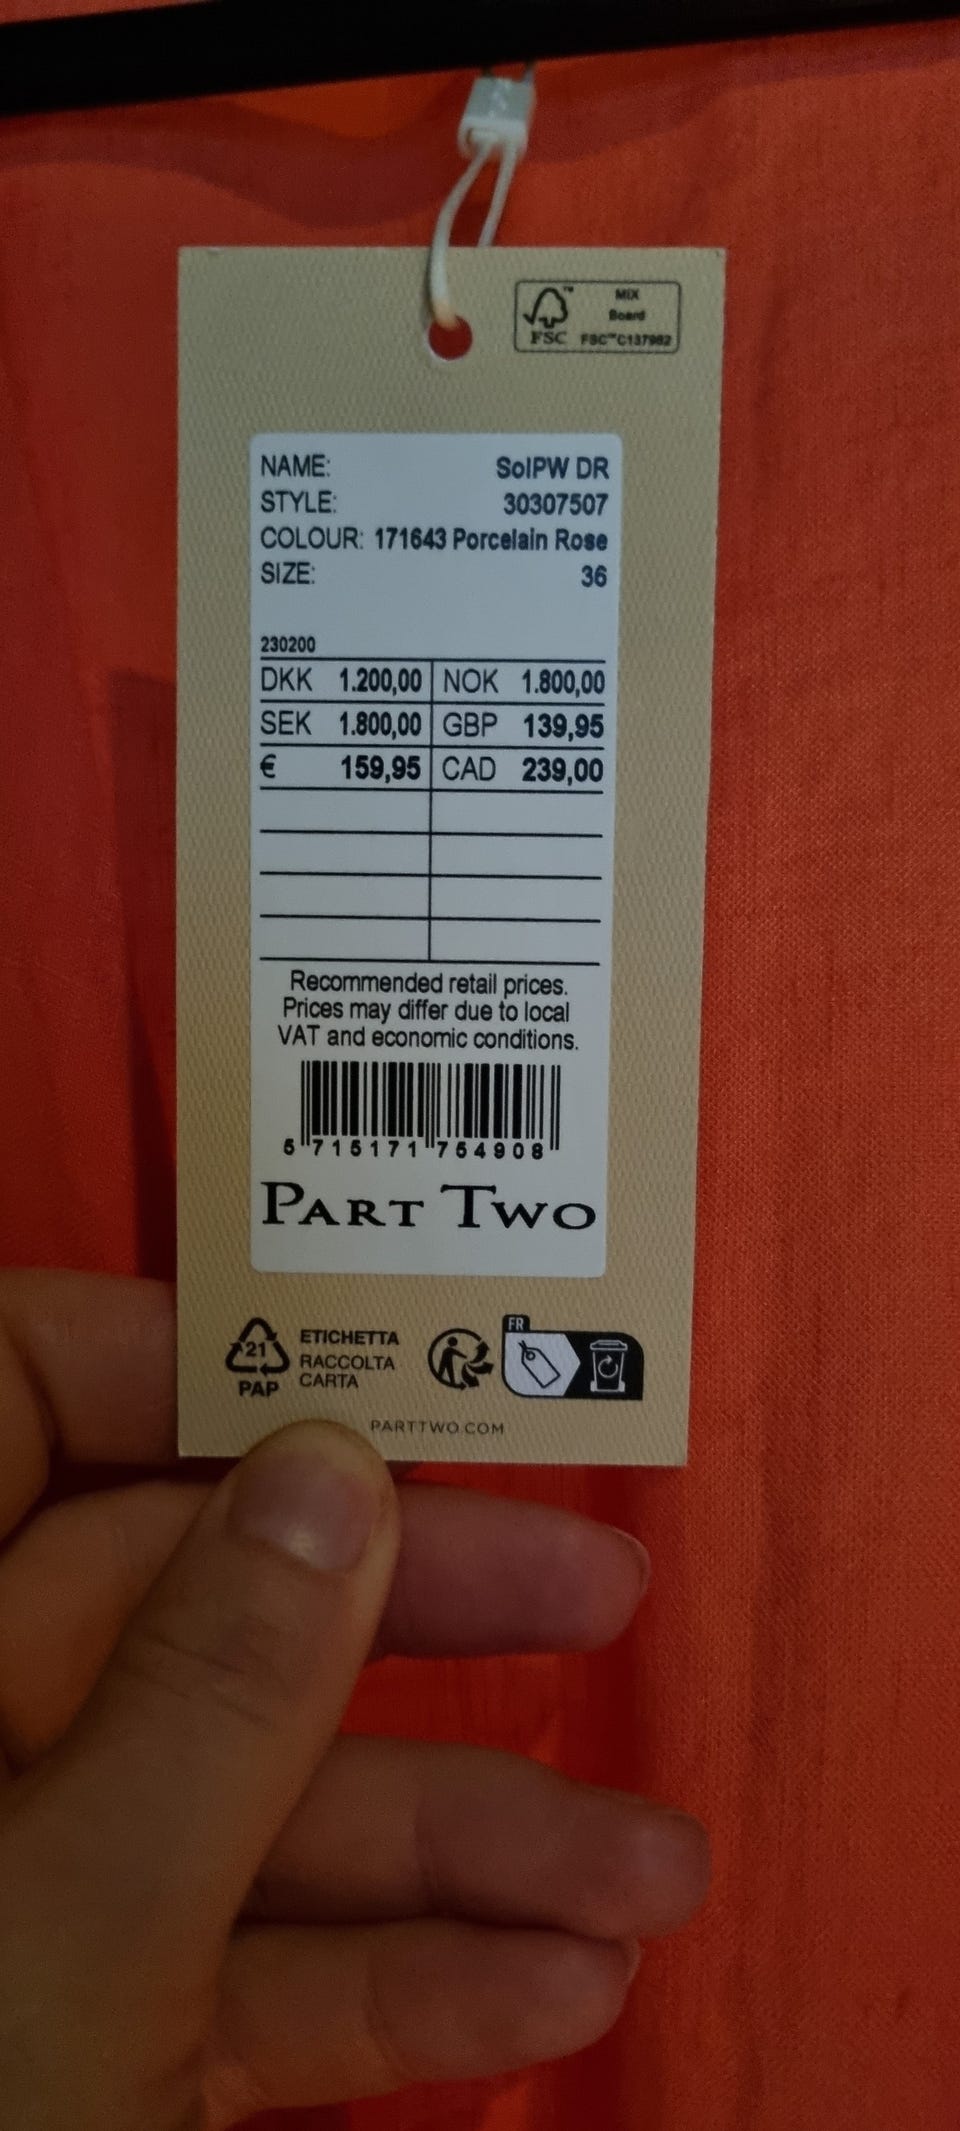 MIX
Board
FSC™ FSC™C137982
NAME: SolPW DR
STYLE: 30307507
COLOUR: 171643 Porcelain Rose
SIZE: 36
230200
DKK 1.200,00 NOK 1.800,00
SEK 1.800,00 GBP 139,95
€ 159,95 CAD 239,00
Recommended retail prices.
Prices may differ due to local
VAT and economic conditions.
5 715171 754908
PART TWO
21
PAP
ETICHETTA
RACCOLTA
CARTA
FR
PARTTWO.COM